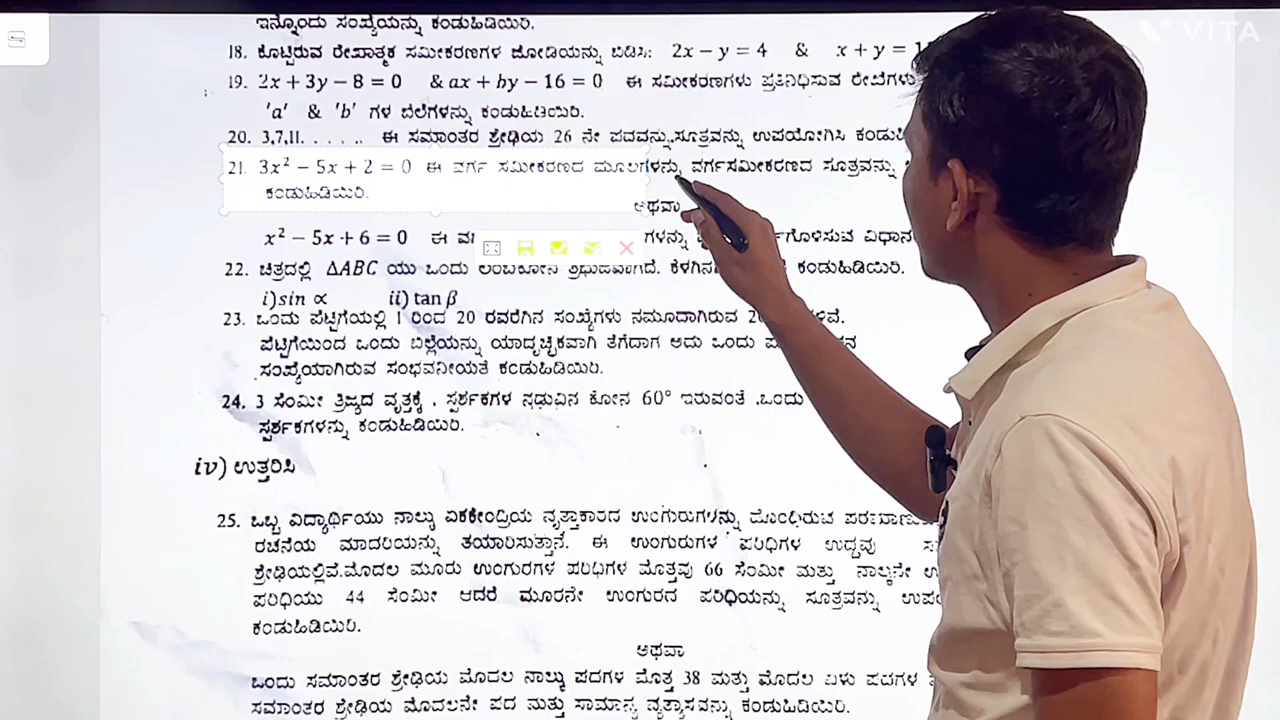 ಇನ್ನೊಂದು ಸಂಖ್ಯೆಯನ್ನು ಕಂಡುಹಿಡಿಯಿರಿ.
VITA
18. ಕೊಟ್ಟಿರುವ ರೇಖಾತ್ಮಕ ಸಮೀಕರಣಗಳ ಜೋಡಿಯನ್ನು ಬಿಡಿಸಿ: 2x − y = 4 & x + y =
19. 2x + 3y − 8 = 0 & ax + by − 16 = 0 ಈ ಸಮೀಕರಣಗಳು ಪ್ರತಿನಿಧಿಸುವ ರೇಖೆಗಳು
'a' & 'b' ಗಳ ಬೆಲೆಗಳನ್ನು ಕಂಡುಹಿಡಿಯಿರಿ.
20. 3,7,11. . . . . . ಈ ಸಮಾಂತರ ಶ್ರೇಢಿಯ 26 ನೇ ಪದವನ್ನು ಸೂತ್ರವನ್ನು ಉಪಯೋಗಿಸಿ
21. 3x² − 5x + 2 = 0 ಈ ವರ್ಗ ಸಮೀಕರಣದ ಮೂಲಗಳನ್ನು ವರ್ಗಸಮೀಕರಣದ ಸೂತ್ರವನ್ನು
ಕಂಡುಹಿಡಿಯಿರಿ.
ಅಥವಾ
x² − 5x + 6 = 0 ಈ ಗಳನ್ನು ವಿಧಾನ
22. ಚಿತ್ರದಲ್ಲಿ ΔABC ಯು ಒಂದು ಲಂಬಕೋನ ತ್ರಿಭುಜವಾಗಿದೆ. ಕಂಡುಹಿಡಿಯಿರಿ.
i)sin ∝ ii) tan β
23. ಒಂದು ಪೆಟ್ಟಿಗೆಯಲ್ಲಿ 1 ರಿಂದ 20 ರವರೆಗಿನ ಸಂಖ್ಯೆಗಳು ನಮೂದಾಗಿರುವ
ಪೆಟ್ಟಿಗೆಯಿಂದ ಒಂದು ಬಿಲ್ಲೆಯನ್ನು ಯಾದೃಚ್ಛಿಕವಾಗಿ ತೆಗೆದಾಗ ಅದು ಒಂದು
ಸಂಖ್ಯೆಯಾಗಿರುವ ಸಂಭವನೀಯತೆ ಕಂಡುಹಿಡಿಯಿರಿ.
24. 3 ಸೆಂಮೀ ತ್ರಿಜ್ಯದ ವೃತ್ತಕ್ಕೆ , ಸ್ಪರ್ಶಕಗಳ ನಡುವಿನ ಕೋನ 60° ಇರುವಂತೆ ,ಒಂದು
ಸ್ಪರ್ಶಕಗಳನ್ನು ಕಂಡುಹಿಡಿಯಿರಿ.
iv) ಉತ್ತರಿಸಿ
25. ಒಬ್ಬ ವಿದ್ಯಾರ್ಥಿಯು ನಾಲ್ಕು ಏಕಕೇಂದ್ರಿಯ ವೃತ್ತಾಕಾರದ ಉಂಗುರುಗಳನ್ನು ಹೊಂದಿರುವ
ರಚನೆಯ ಮಾದರಿಯನ್ನು ತಯಾರಿಸುತ್ತಾನೆ. ಈ ಉಂಗುರುಗಳ ಪರಿಧಿಗಳ ಉದ್ದವು
ಶ್ರೇಢಿಯಲ್ಲಿವೆ.ಮೊದಲ ಮೂರು ಉಂಗುರಗಳ ಪರಿಧಿಗಳ ಮೊತ್ತವು 66 ಸೆಂಮೀ ಮತ್ತು ನಾಲ್ಕನೇ
ಪರಿಧಿಯು 44 ಸೆಂಮೀ ಆದರೆ ಮೂರನೇ ಉಂಗುರದ ಪರಿಧಿಯನ್ನು ಸೂತ್ರವನ್ನು
ಕಂಡುಹಿಡಿಯಿರಿ.
ಅಥವಾ
ಒಂದು ಸಮಾಂತರ ಶ್ರೇಢಿಯ ಮೊದಲ ನಾಲ್ಕು ಪದಗಳ ಮೊತ್ತ 38 ಮತ್ತು ಮೊದಲ ಏಳು ಪದಗಳ
ಸಮಾಂತರ ಶ್ರೇಢಿಯ ಮೊದಲನೇ ಪದ ಮತ್ತು ಸಾಮಾನ್ಯ ವ್ಯತ್ಯಾಸವನ್ನು ಕಂಡುಹಿಡಿಯಿರಿ.